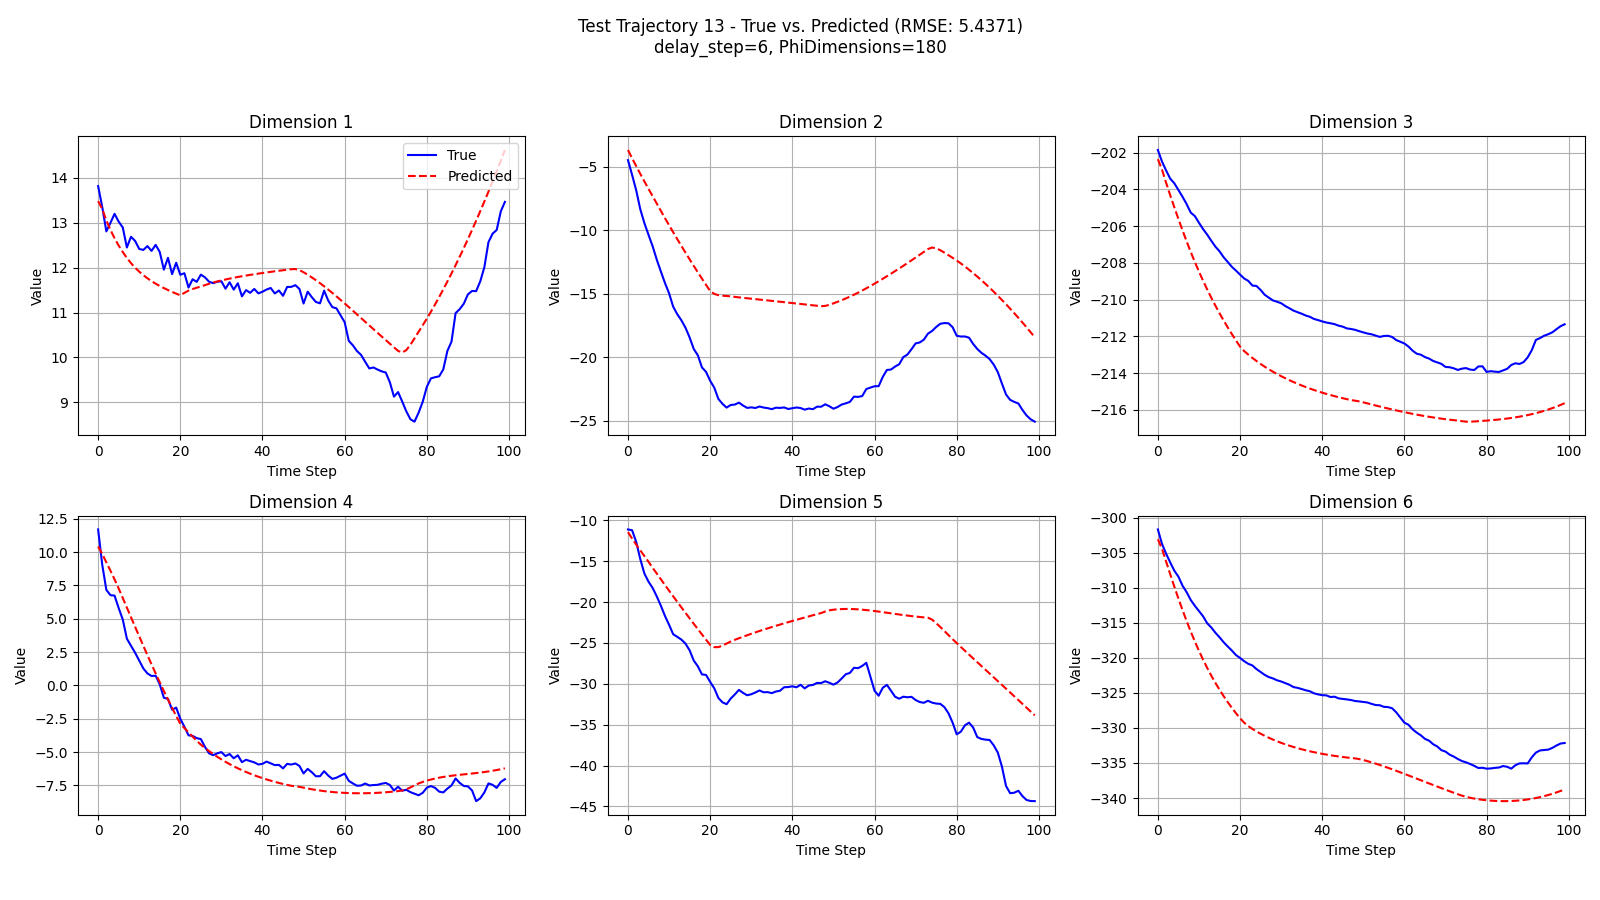 Test Trajectory 13 - True vs. Predicted (RMSE: 5.4371)
delay_step=6, PhiDimensions=180
Dimension 1
True
Predicted
14
13
12
11
10
9
Value
0 20 40 60 80 100
Time Step
Dimension 2
−5
−10
−15
−20
−25
Value
0 20 40 60 80 100
Time Step
Dimension 3
−202
−204
−206
−208
−210
−212
−214
−216
Value
0 20 40 60 80 100
Time Step
Dimension 4
12.5
10.0
7.5
5.0
2.5
0.0
−2.5
−5.0
−7.5
Value
0 20 40 60 80 100
Time Step
Dimension 5
−10
−15
−20
−25
−30
−35
−40
−45
Value
0 20 40 60 80 100
Time Step
Dimension 6
−300
−305
−310
−315
−320
−325
−330
−335
−340
Value
0 20 40 60 80 100
Time Step